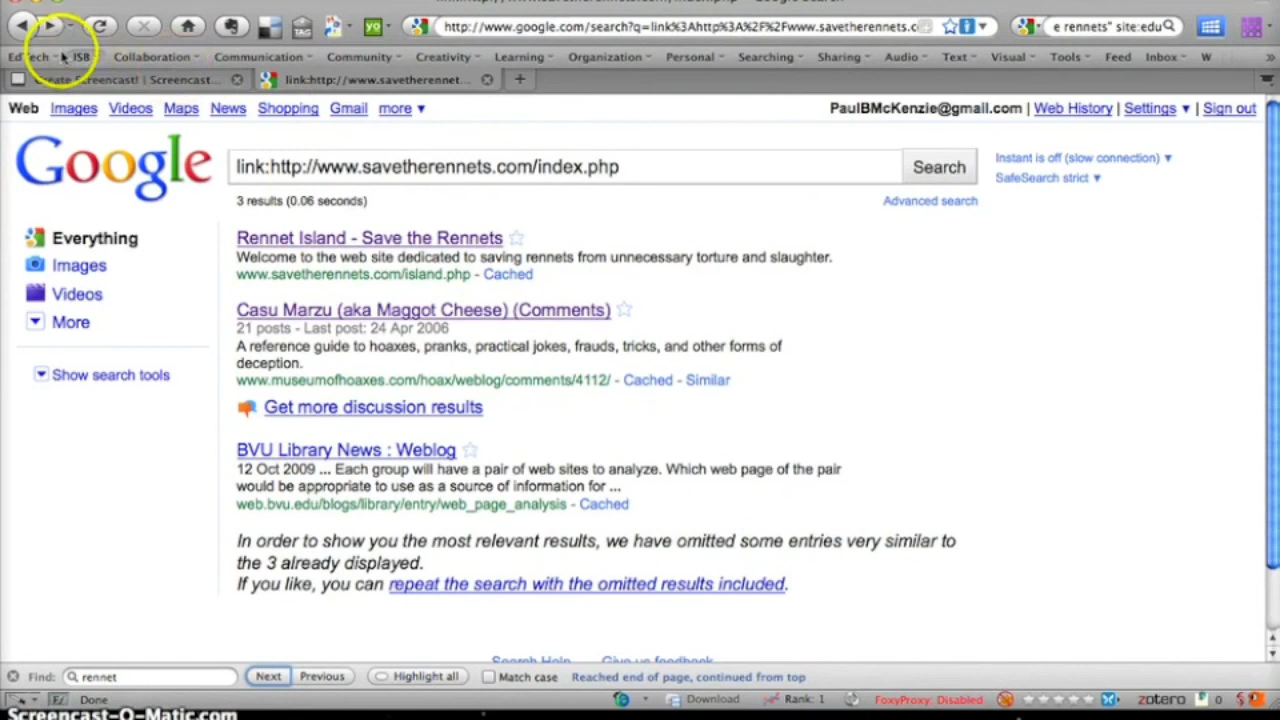 http://www.google.com/search?q=link%3Ahttp%3A%2F%2Fwww.savetherennets.c
e rennets" site:edu
EdTech ISB Collaboration Communication Community Creativity Learning Organization Personal Searching Sharing Audio Text Visual Tools Feed Inbox W
Create Screencast! | Screencast... link:http://www.savetherennet...
Web Images Videos Maps News Shopping Gmail more PaulBMcKenzie@gmail.com | Web History | Settings | Sign out
Google link:http://www.savetherennets.com/index.php Search
Instant is off (slow connection)
SafeSearch strict
3 results (0.06 seconds) Advanced search
Everything
Images
Videos
More
Show search tools
Rennet Island - Save the Rennets
Welcome to the web site dedicated to saving rennets from unnecessary torture and slaughter.
www.savetherennets.com/island.php - Cached
Casu Marzu (aka Maggot Cheese) (Comments)
21 posts - Last post: 24 Apr 2006
A reference guide to hoaxes, pranks, practical jokes, frauds, tricks, and other forms of
deception.
www.museumofhoaxes.com/hoax/weblog/comments/4112/ - Cached - Similar
Get more discussion results
BVU Library News : Weblog
12 Oct 2009 ... Each group will have a pair of web sites to analyze. Which web page of the pair
would be appropriate to use as a source of information for ...
web.bvu.edu/blogs/library/entry/web_page_analysis - Cached
In order to show you the most relevant results, we have omitted some entries very similar to
the 3 already displayed.
If you like, you can repeat the search with the omitted results included.
Search Help Give us feedback
Find: rennet Next Previous Highlight all Match case Reached end of page, continued from top
Done Download Rank: 1 FoxyProxy: Disabled zotero 0
Screencast-O-Matic.com